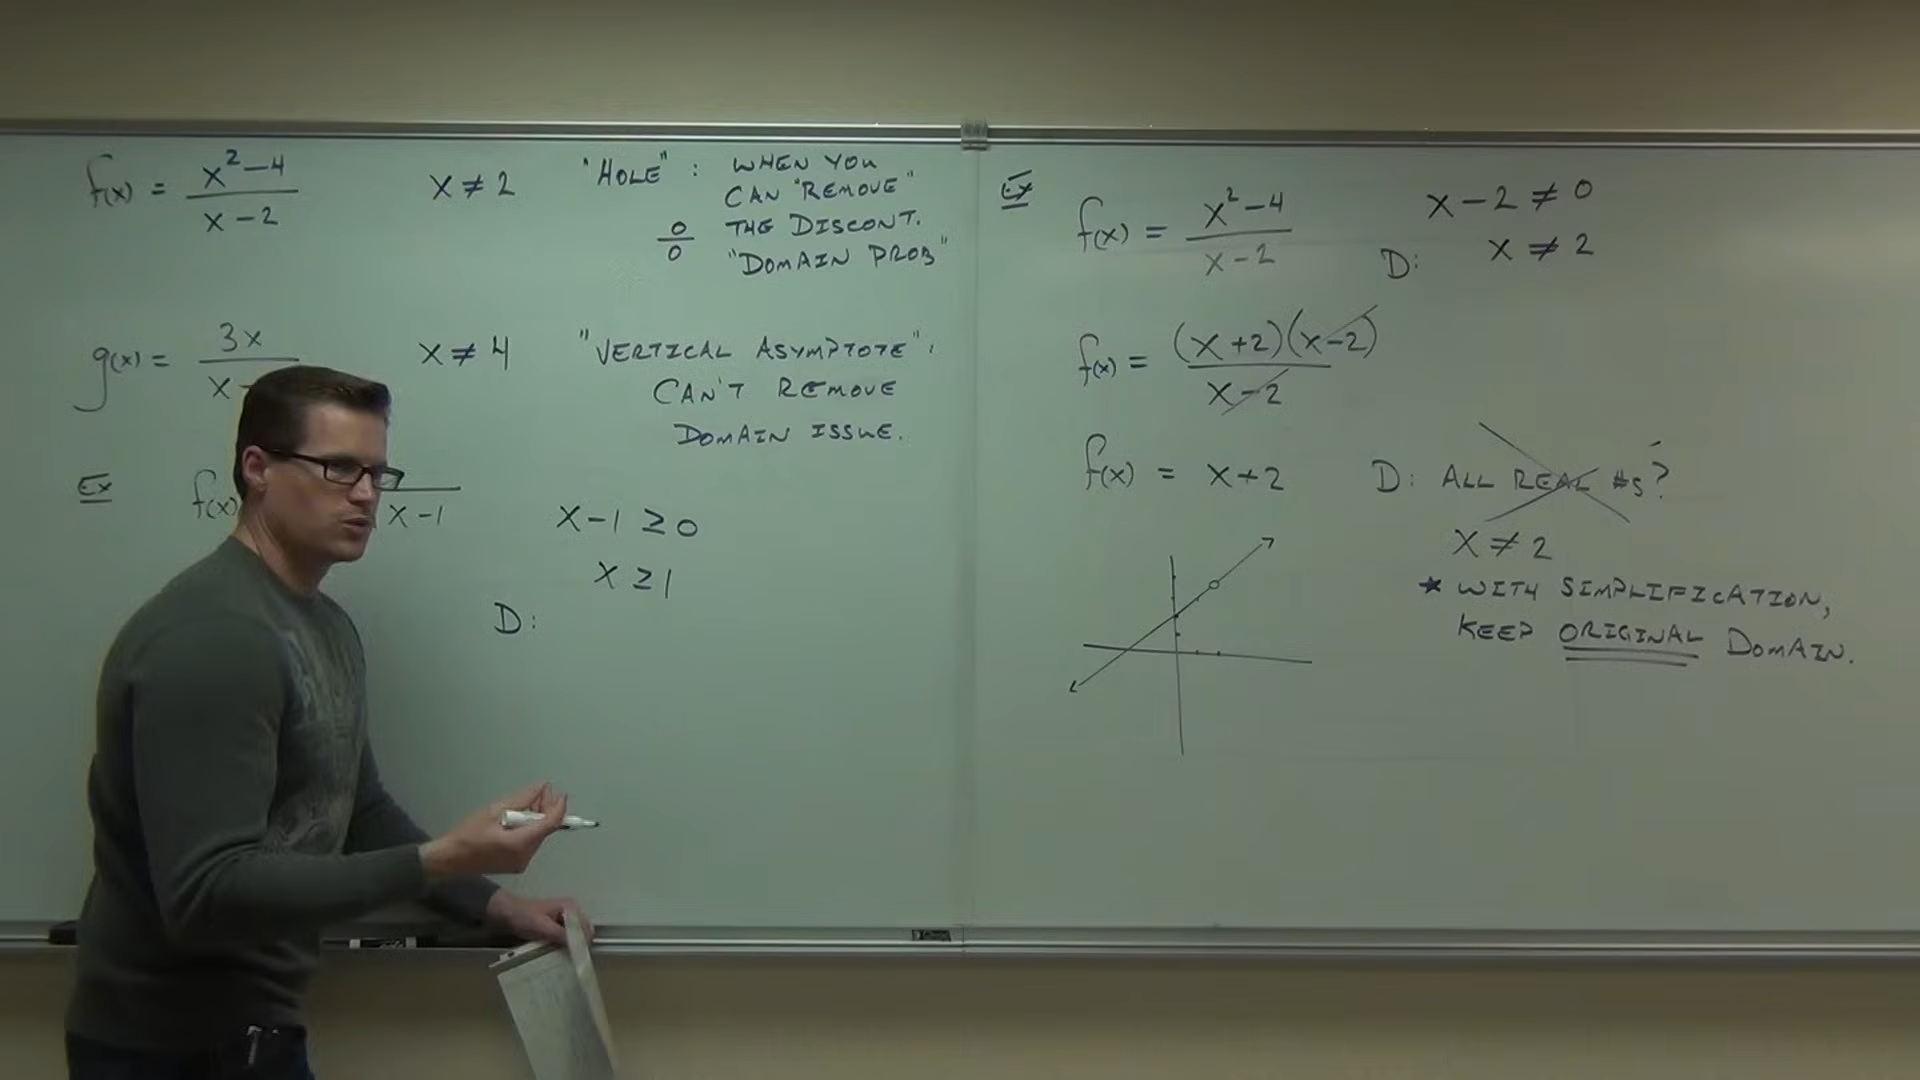 f(x) = x² - 4 / x - 2
x ≠ 2
"HOLE" : WHEN YOU
CAN "REMOVE"
0/0 THE DISCONT.
"DOMAIN PROB"
g(x) = 3x / x -
x ≠ 4
"VERTICAL ASYMPTOTE" :
CAN'T REMOVE
DOMAIN ISSUE.
Ex
f(x) x - 1
x - 1 ≥ 0
x ≥ 1
D:
Ex
f(x) = x² - 4 / x - 2
x - 2 ≠ 0
D: x ≠ 2
f(x) = (x + 2)(x - 2) / x - 2
f(x) = x + 2
D: ALL REAL #s?
x ≠ 2
* WITH SIMPLIFICATION,
KEEP ORIGINAL DOMAIN.